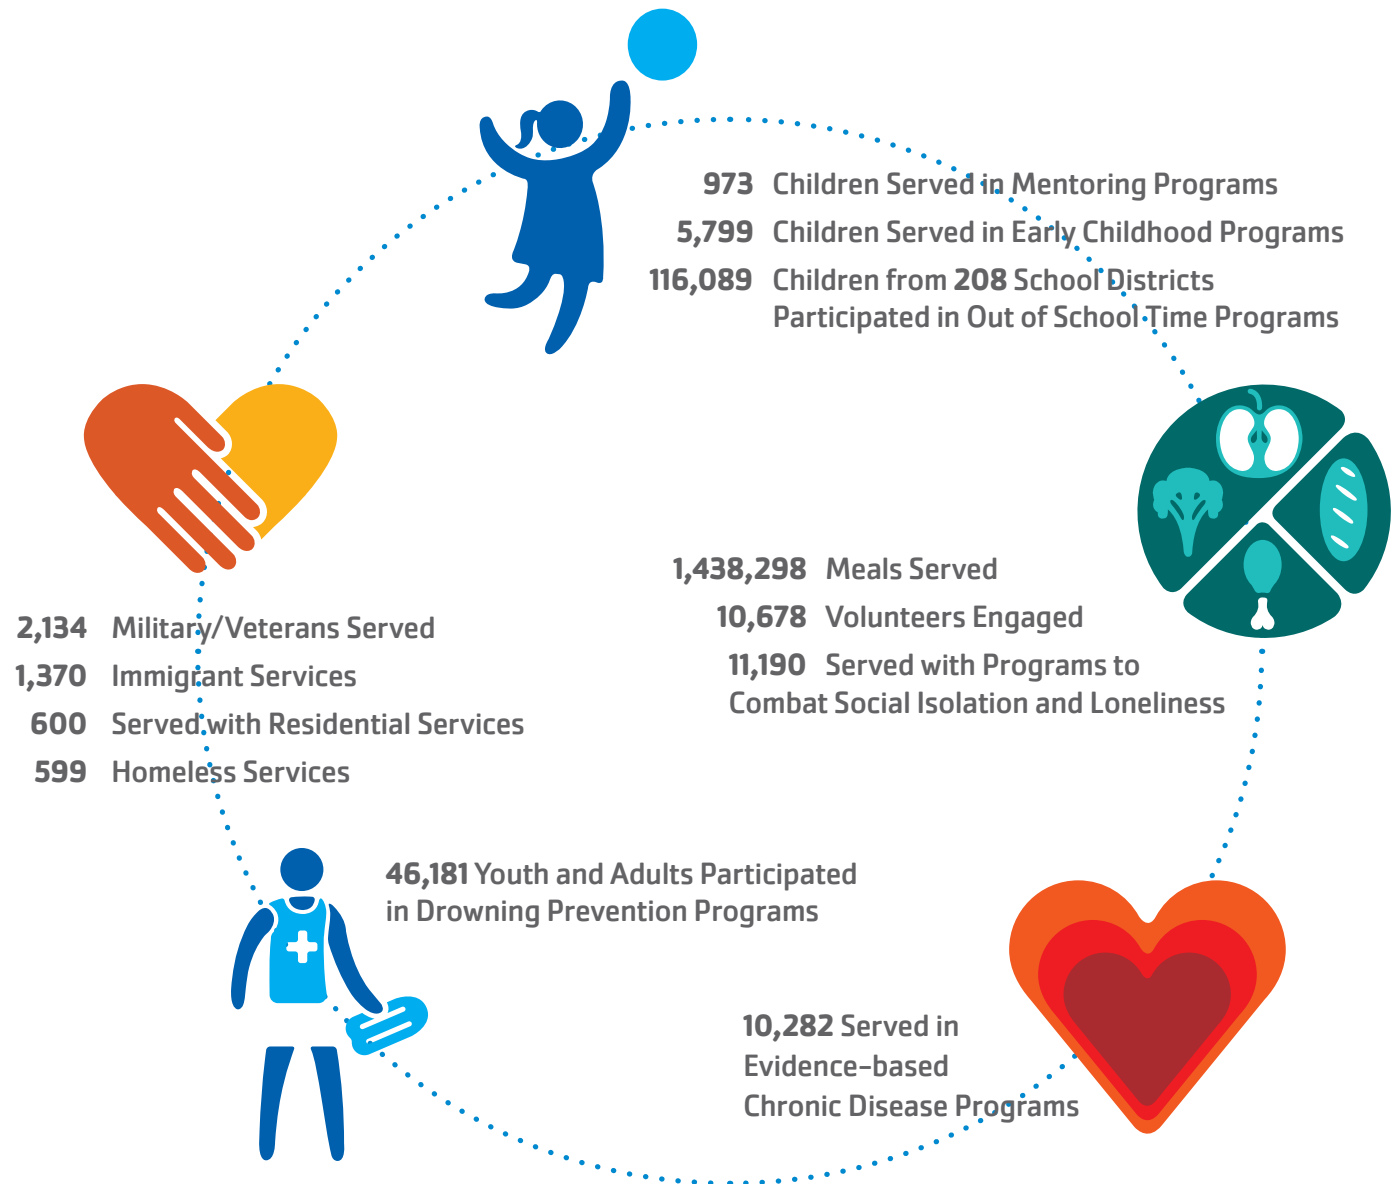 973 Children Served in Mentoring Programs
5,799 Children Served in Early Childhood Programs
116,089 Children from 208 School Districts
Participated in Out of School Time Programs
1,438,298 Meals Served
10,678 Volunteers Engaged
11,190 Served with Programs to
Combat Social Isolation and Loneliness
2,134 Military/Veterans Served
1,370 Immigrant Services
600 Served with Residential Services
599 Homeless Services
46,181 Youth and Adults Participated
in Drowning Prevention Programs
10,282 Served in
Evidence-based
Chronic Disease Programs